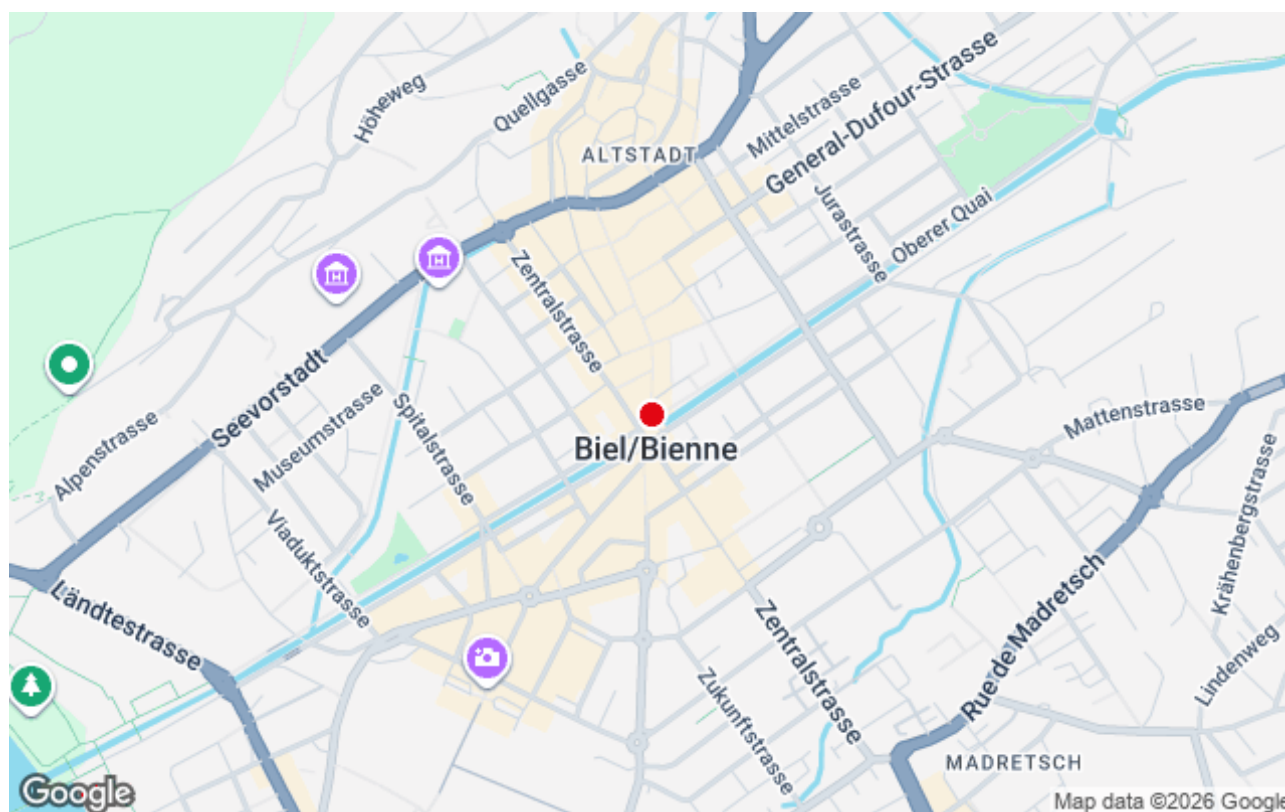 Höheweg
Quellgasse
ALTSTADT
Mittelstrasse
General-Dufour-Strasse
Jurastrasse
Oberer Quai
Zentralstrasse
Seevorstadt
Museumstrasse
Spitalstrasse
Alpenstrasse
Mattenstrasse
Biel/Bienne
Viaduktstrasse
Ländtestrasse
Krähenbergstrasse
Rue de Madretsch
Zentralstrasse
Zukunftstrasse
Lindenweg
MADRETSCH
Google
Map data ©2026 Google